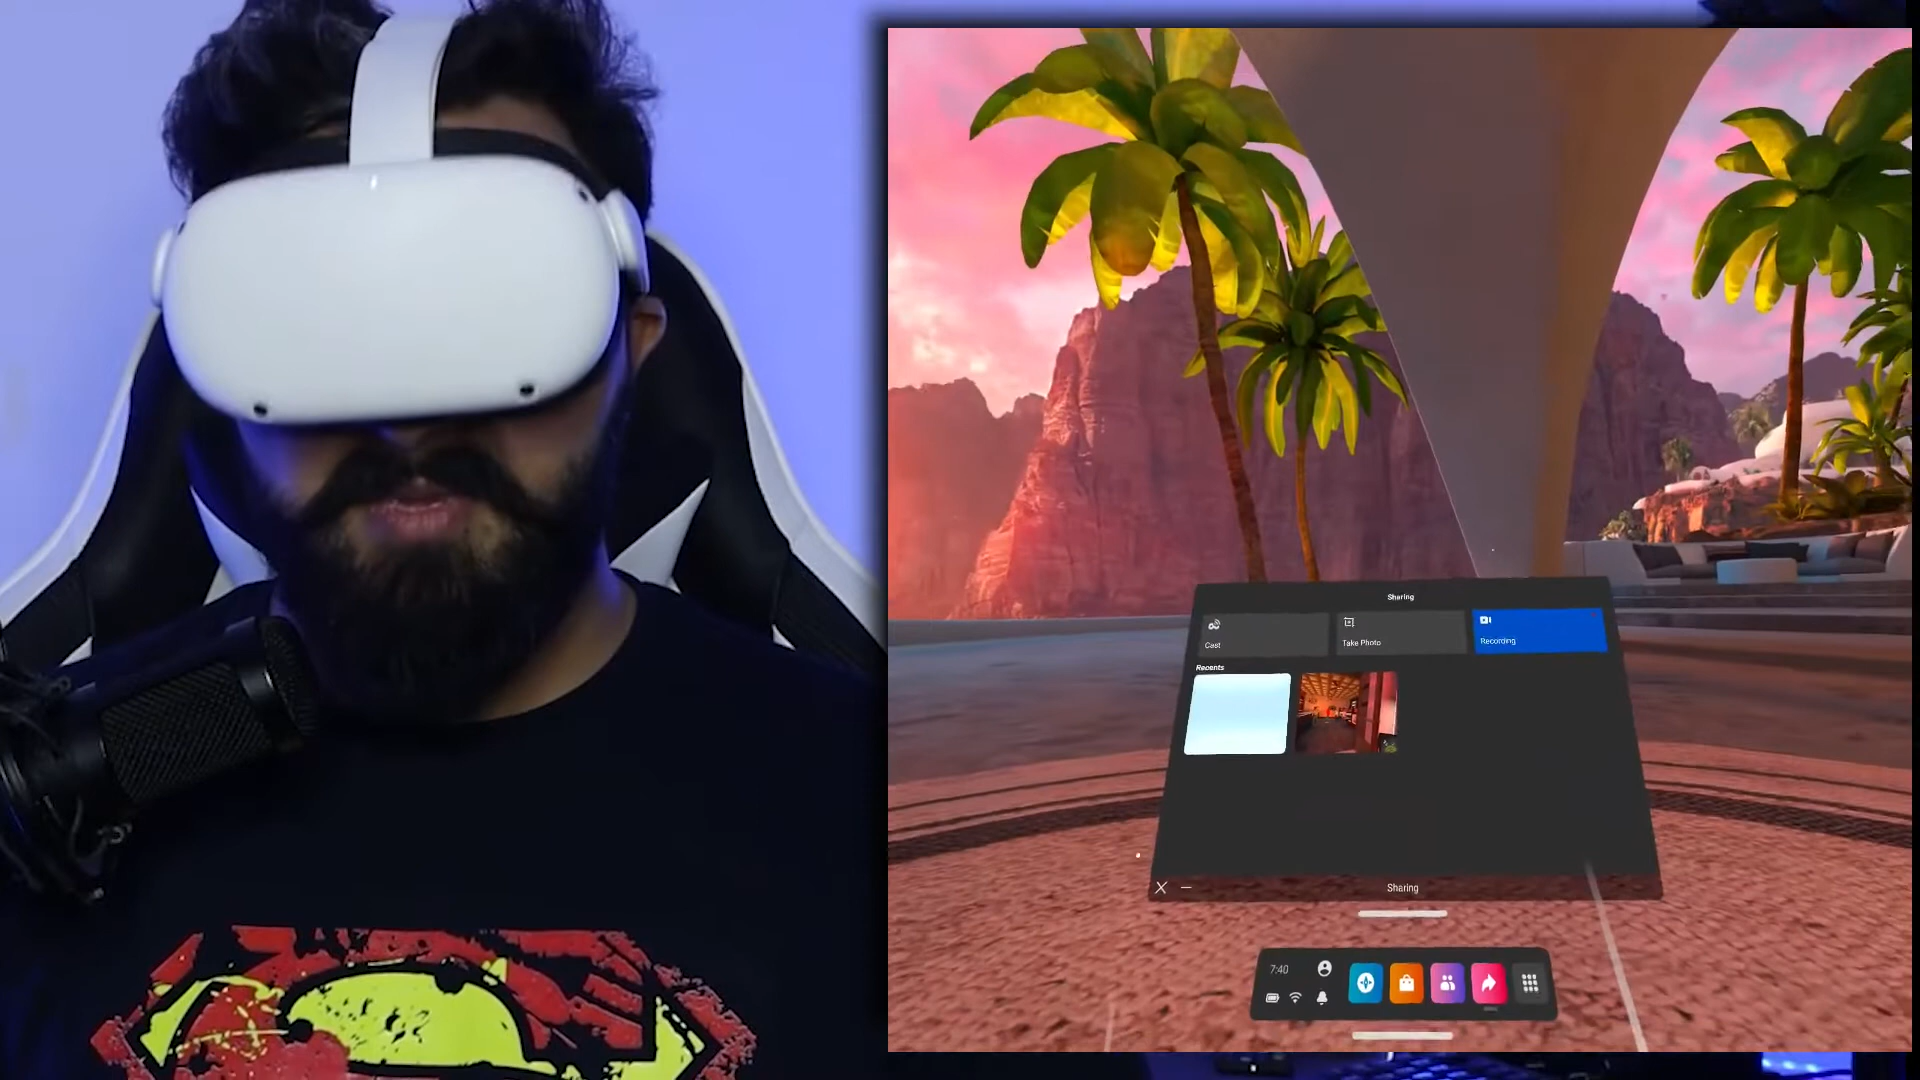 Sharing
Cast
Take Photo
Recording
Recents
Sharing
7:40